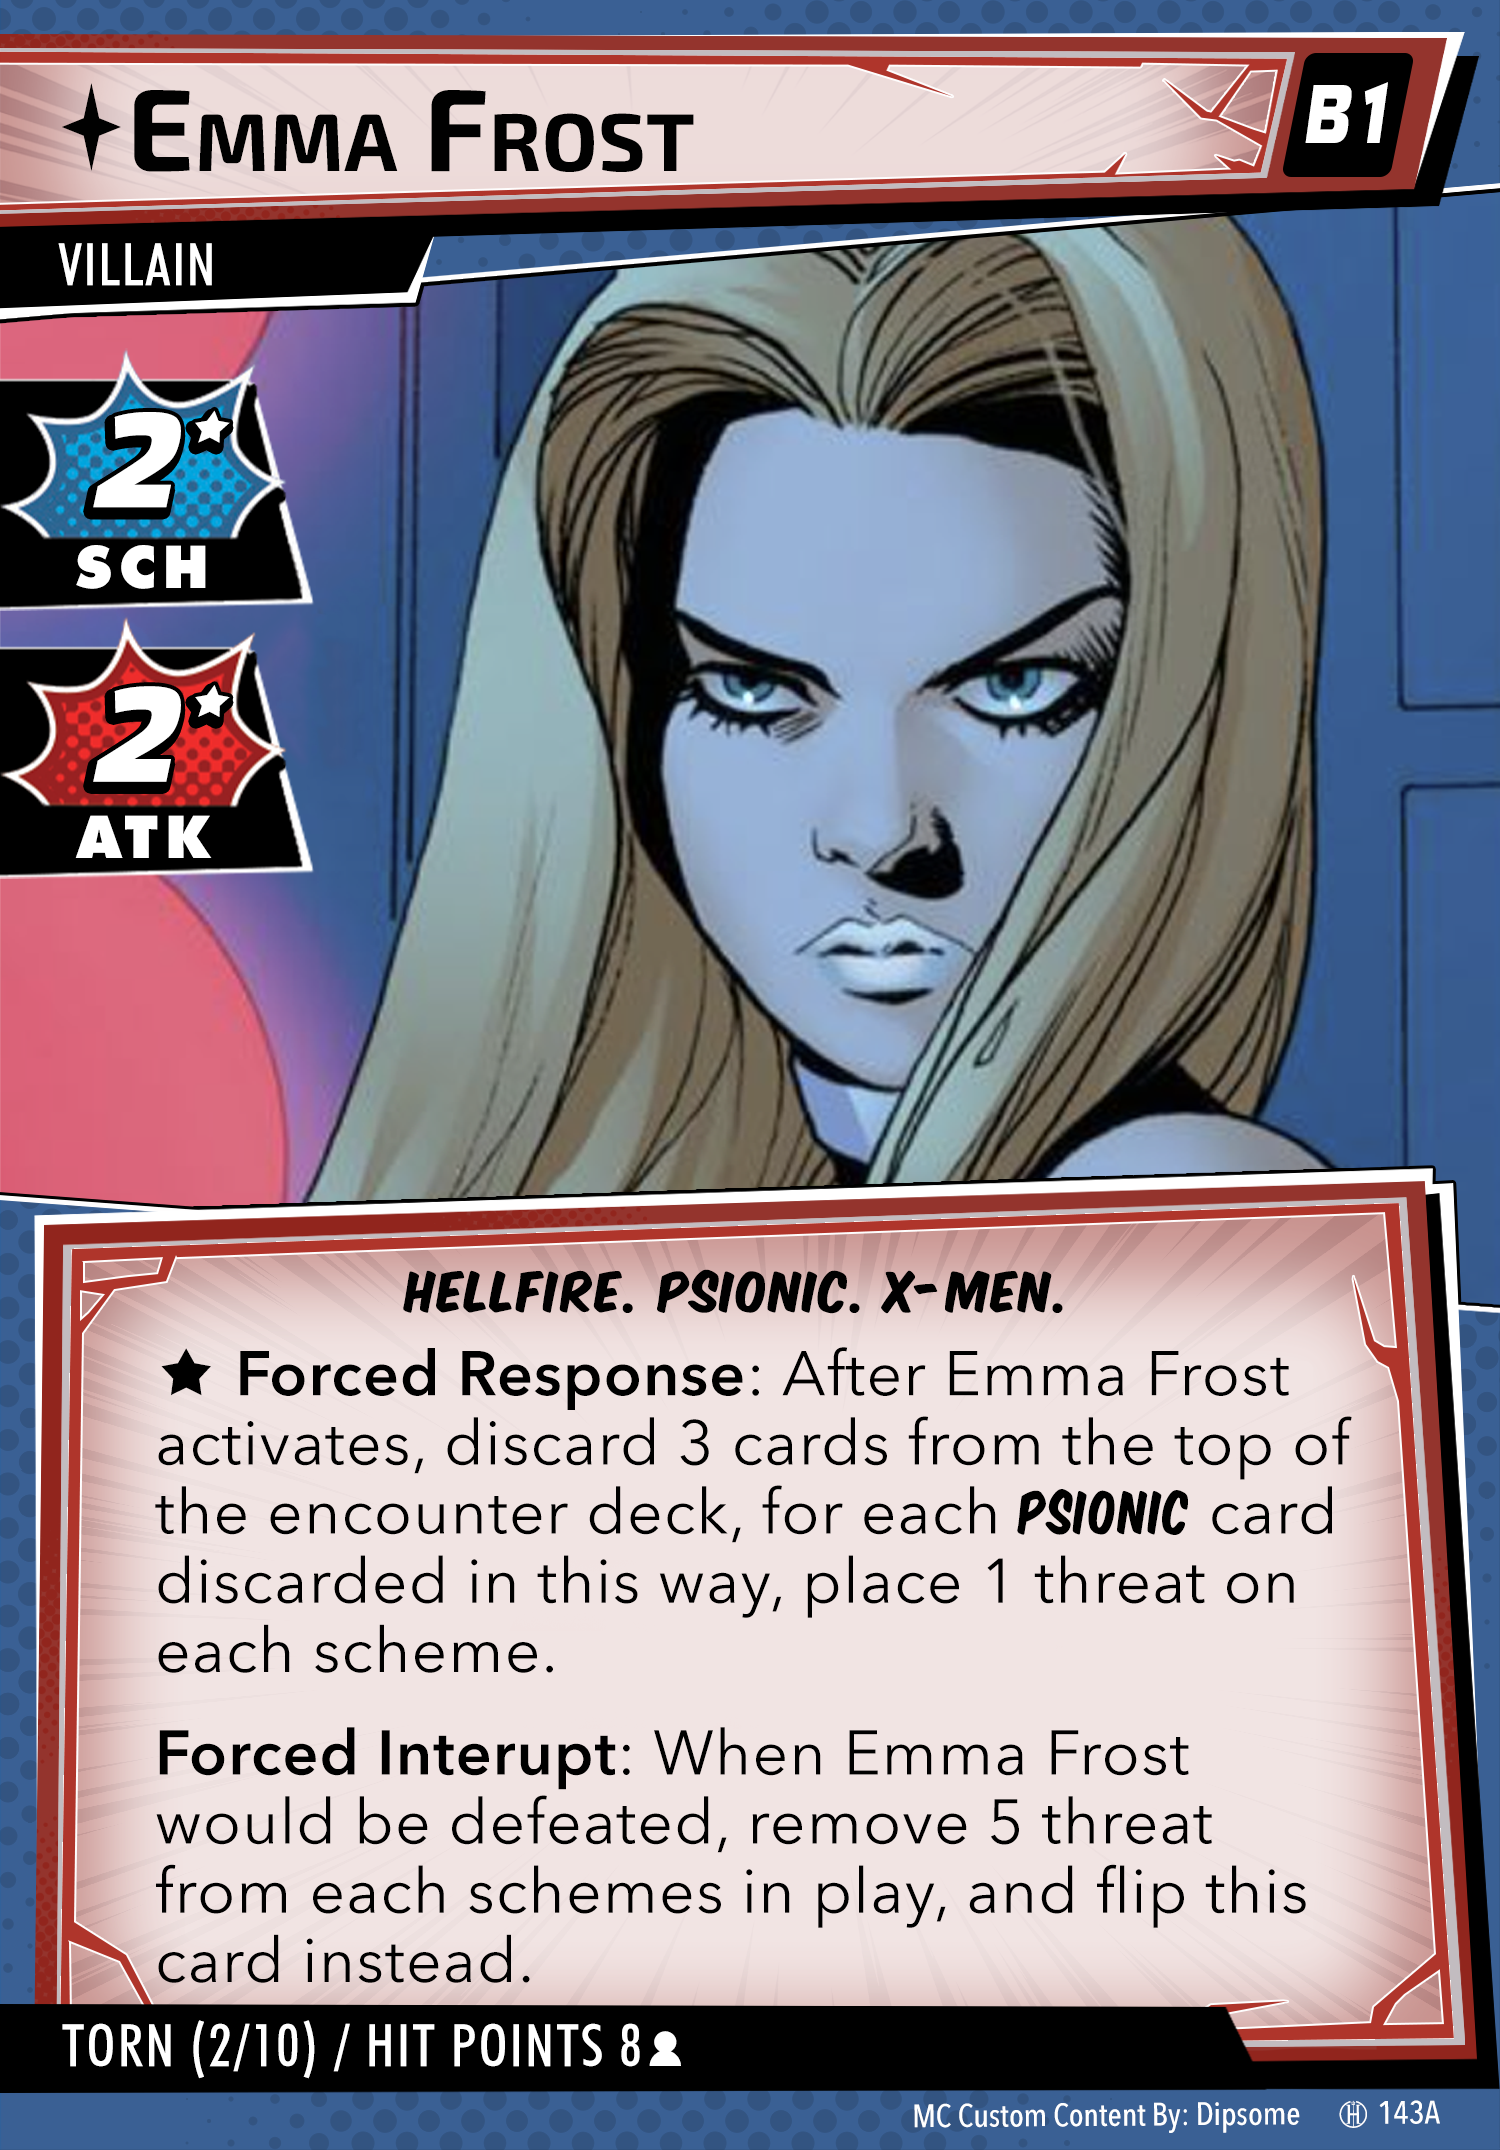 EMMA FROST
B1
VILLAIN
2
SCH
2
ATK
HELLFIRE. PSIONIC. X-MEN.
★ Forced Response: After Emma Frost
activates, discard 3 cards from the top of
the encounter deck, for each PSIONIC card
discarded in this way, place 1 threat on
each scheme.
Forced Interupt: When Emma Frost
would be defeated, remove 5 threat
from each schemes in play, and flip this
card instead.
TORN (2/10) / HIT POINTS 8
MC Custom Content By: Dipsome
143A